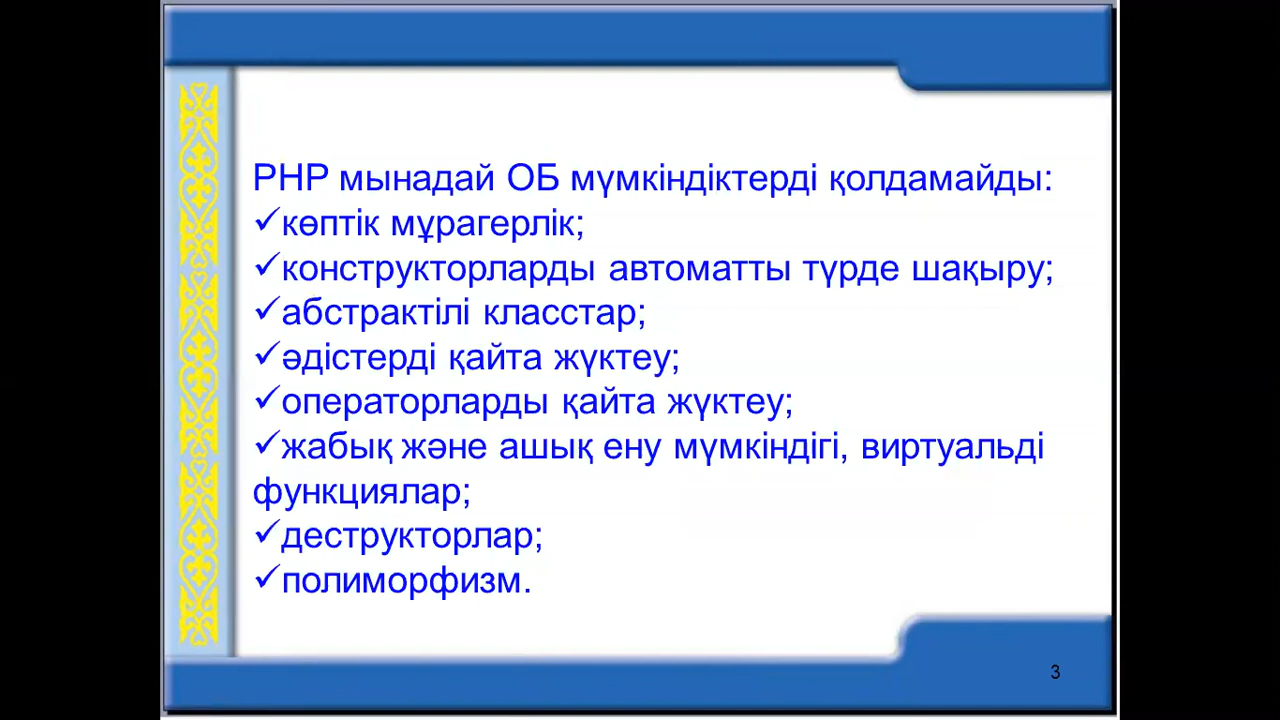 PHP мынадай ОБ мүмкіндіктерді қолдамайды:
✓көптік мұрагерлік;
✓конструкторларды автоматты түрде шақыру;
✓абстрактілі класстар;
✓әдістерді қайта жүктеу;
✓операторларды қайта жүктеу;
✓жабық және ашық ену мүмкіндігі, виртуальді
функциялар;
✓деструкторлар;
✓полиморфизм.
3